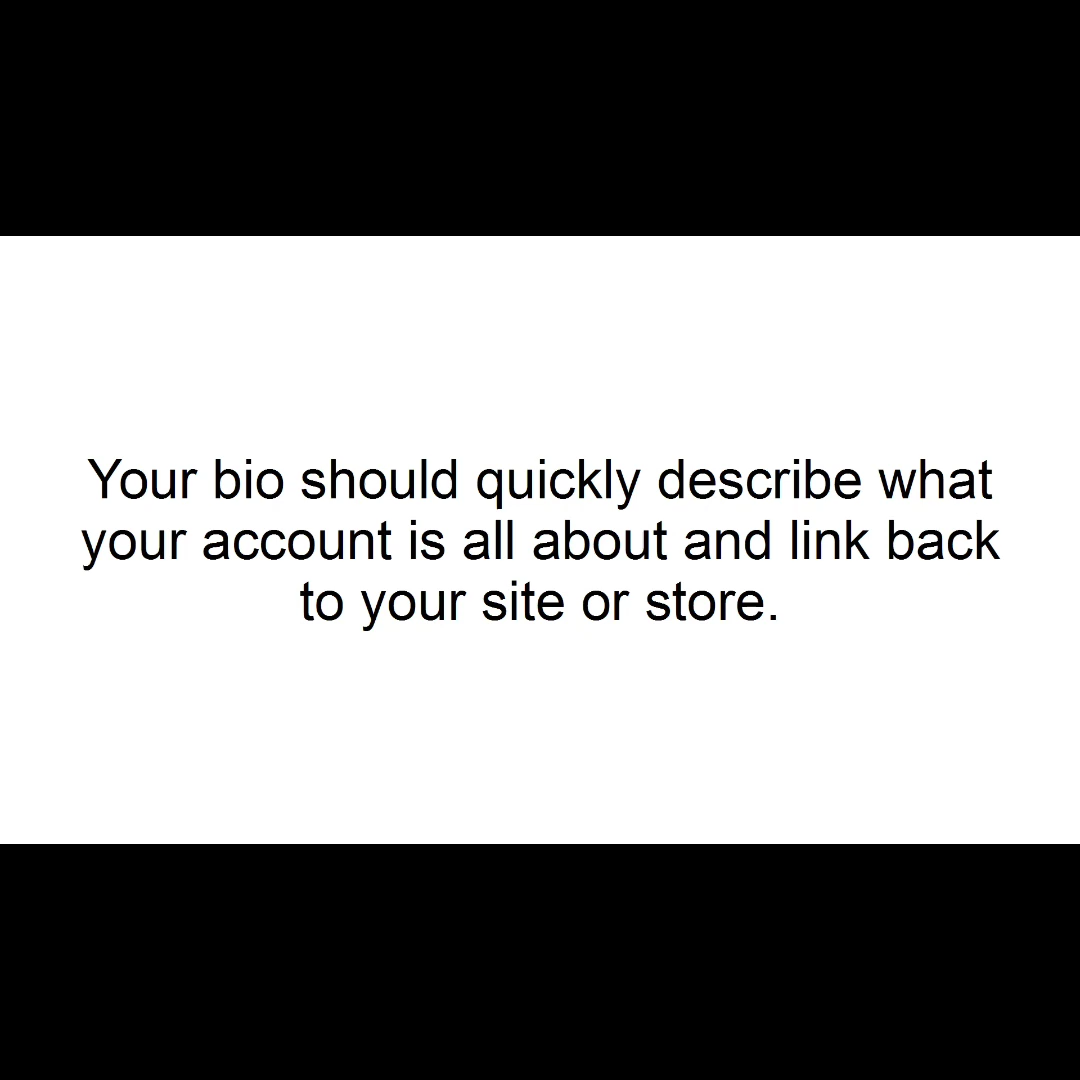 Your bio should quickly describe what
your account is all about and link back
to your site or store.